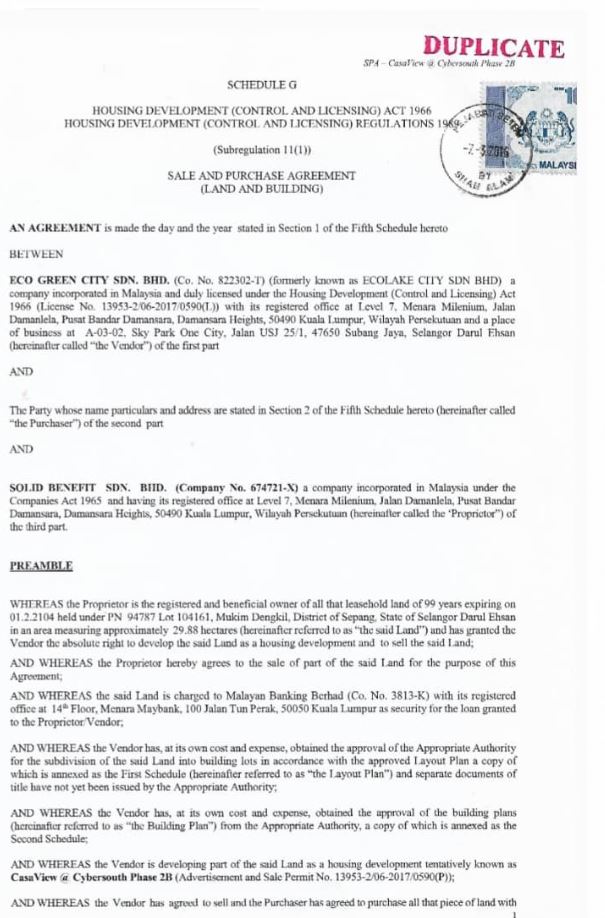 DUPLICATE
SPA – CasaView @ Cybersouth Phase 2B
SCHEDULE G
HOUSING DEVELOPMENT (CONTROL AND LICENSING) ACT 1966
HOUSING DEVELOPMENT (CONTROL AND LICENSING) REGULATIONS 1989
(Subregulation 11(1))
SALE AND PURCHASE AGREEMENT
(LAND AND BUILDING)
-7.-3.2016
BY
SHAH ALAM
MALAYSI
AN AGREEMENT is made the day and the year stated in Section 1 of the Fifth Schedule hereto
BETWEEN
ECO GREEN CITY SDN. BHD. (Co. No. 822302-T) (formerly known as ECOLAKE CITY SDN BHD) a
company incorporated in Malaysia and duly licensed under the Housing Development (Control and Licensing) Act
1966 (License No. 13953-2/06-2017/0590(L)) with its registered office at Level 7, Menara Milenium, Jalan
Damanlela, Pusat Bandar Damansara, Damansara Heights, 50490 Kuala Lumpur, Wilayah Persekutuan and a place
of business at A-03-02, Sky Park One City, Jalan USJ 25/1, 47650 Subang Jaya, Selangor Darul Ehsan
(hereinafter called "the Vendor") of the first part
AND
The Party whose name particulars and address are stated in Section 2 of the Fifth Schedule hereto (hereinafter called
"the Purchaser") of the second part
AND
SOLID BENEFIT SDN. BHD. (Company No. 674721-X) a company incorporated in Malaysia under the
Companies Act 1965 and having its registered office at Level 7, Menara Milenium, Jalan Damanlela, Pusat Bandar
Damansara, Damansara Heights, 50490 Kuala Lumpur, Wilayah Persekutuan (hereinafter called the 'Proprietor") of
the third part.
PREAMBLE
WHEREAS the Proprietor is the registered and beneficial owner of all that leasehold land of 99 years expiring on
01.2.2104 held under PN 94787 Lot 104161, Mukim Dengkil, District of Sepang, State of Selangor Darul Ehsan
in an area measuring approximately 29.88 hectares (hereinafter referred to as "the said Land") and has granted the
Vendor the absolute right to develop the said Land as a housing development and to sell the said Land;
AND WHEREAS the Proprietor hereby agrees to the sale of part of the said Land for the purpose of this
Agreement;
AND WHEREAS the said Land is charged to Malayan Banking Berhad (Co. No. 3813-K) with its registered
office at 14th Floor, Menara Maybank, 100 Jalan Tun Perak, 50050 Kuala Lumpur as security for the loan granted
to the Proprietor/Vendor;
AND WHEREAS the Vendor has, at its own cost and expense, obtained the approval of the Appropriate Authority
for the subdivision of the said Land into building lots in accordance with the approved Layout Plan a copy of
which is annexed as the First Schedule (hereinafter referred to as "the Layout Plan") and separate documents of
title have not yet been issued by the Appropriate Authority;
AND WHEREAS the Vendor has, at its own cost and expense, obtained the approval of the building plans
(hereinafter referred to as "the Building Plan") from the Appropriate Authority, a copy of which is annexed as the
Second Schedule;
AND WHEREAS the Vendor is developing part of the said Land as a housing development tentatively known as
CasaView @ Cybersouth Phase 2B (Advertisement and Sale Permit No. 13953-2/06-2017/0590(P));
AND WHEREAS the Vendor has agreed to sell and the Purchaser has agreed to purchase all that piece of land with
1